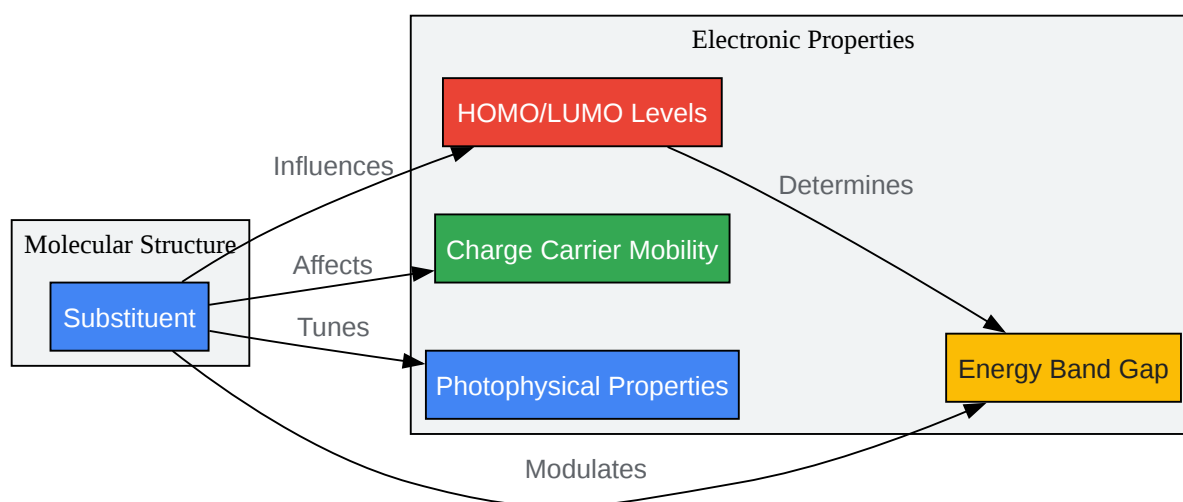 Electronic Properties
HOMO/LUMO Levels
Influences
Determines
Molecular Structure
Charge Carrier Mobility
Affects
Substituent
Tunes
Photophysical Properties
Energy Band Gap
Modulates